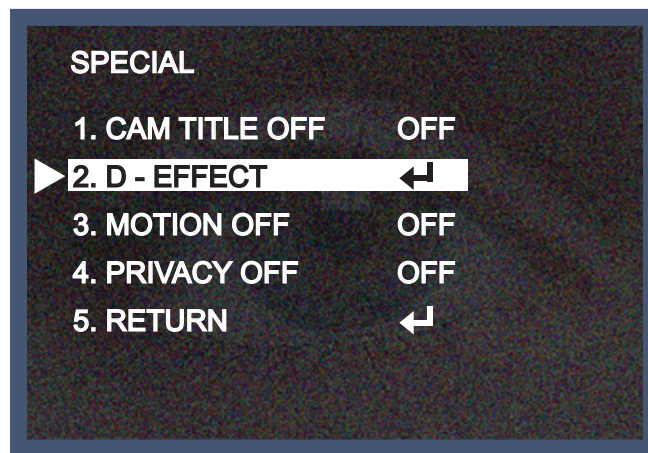 SPECIAL
1. CAM TITLE OFF OFF
2. D - EFFECT ↵
3. MOTION OFF OFF
4. PRIVACY OFF OFF
5. RETURN ↵